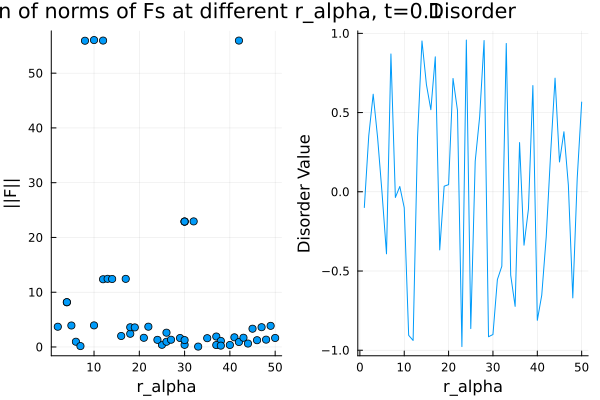 n of norms of Fs at different r_alpha, t=0.1 Disorder
||F||
50
40
30
20
10
0
10 20 30 40 50
r_alpha
Disorder Value
1.0
0.5
0.0
−0.5
−1.0
0 10 20 30 40 50
r_alpha